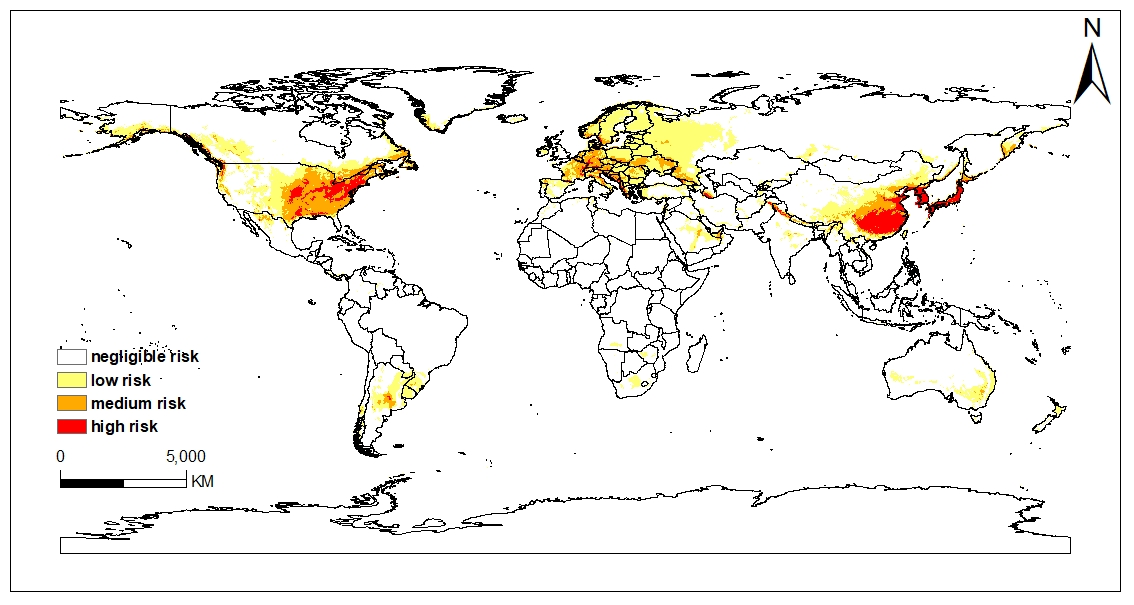 N
negligible risk
low risk
medium risk
high risk
0 5,000
KM